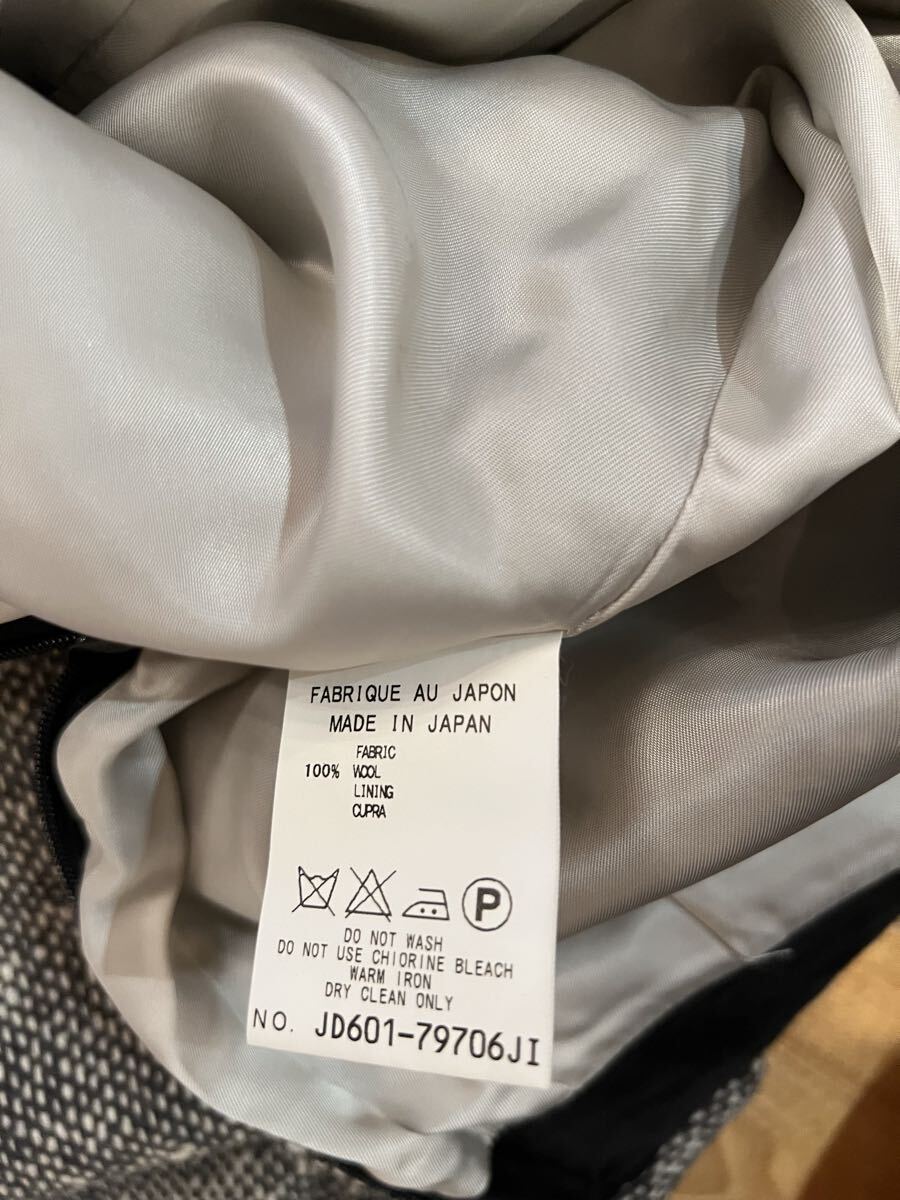 FABRIQUE AU JAPON
MADE IN JAPAN
FABRIC
100% WOOL
LINING
CUPRA
P
DO NOT WASH
DO NOT USE CHIORINE BLEACH
WARM IRON
DRY CLEAN ONLY
NO. JD601-79706JI